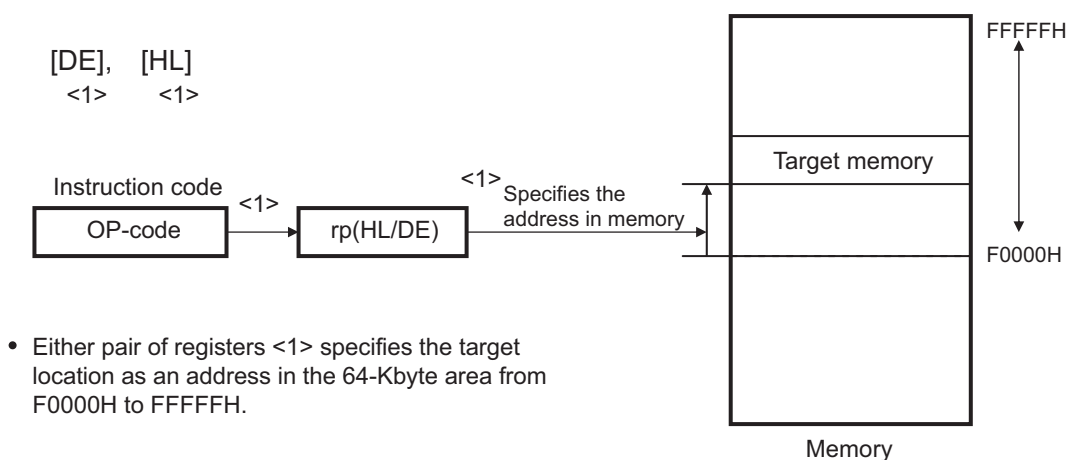 [DE], [HL]
<1> <1>
Instruction code
OP-code
<1>
rp(HL/DE)
<1>
Specifies the
address in memory
Target memory
FFFFFH
F0000H
• Either pair of registers <1> specifies the target
location as an address in the 64-Kbyte area from
F0000H to FFFFFH.
Memory